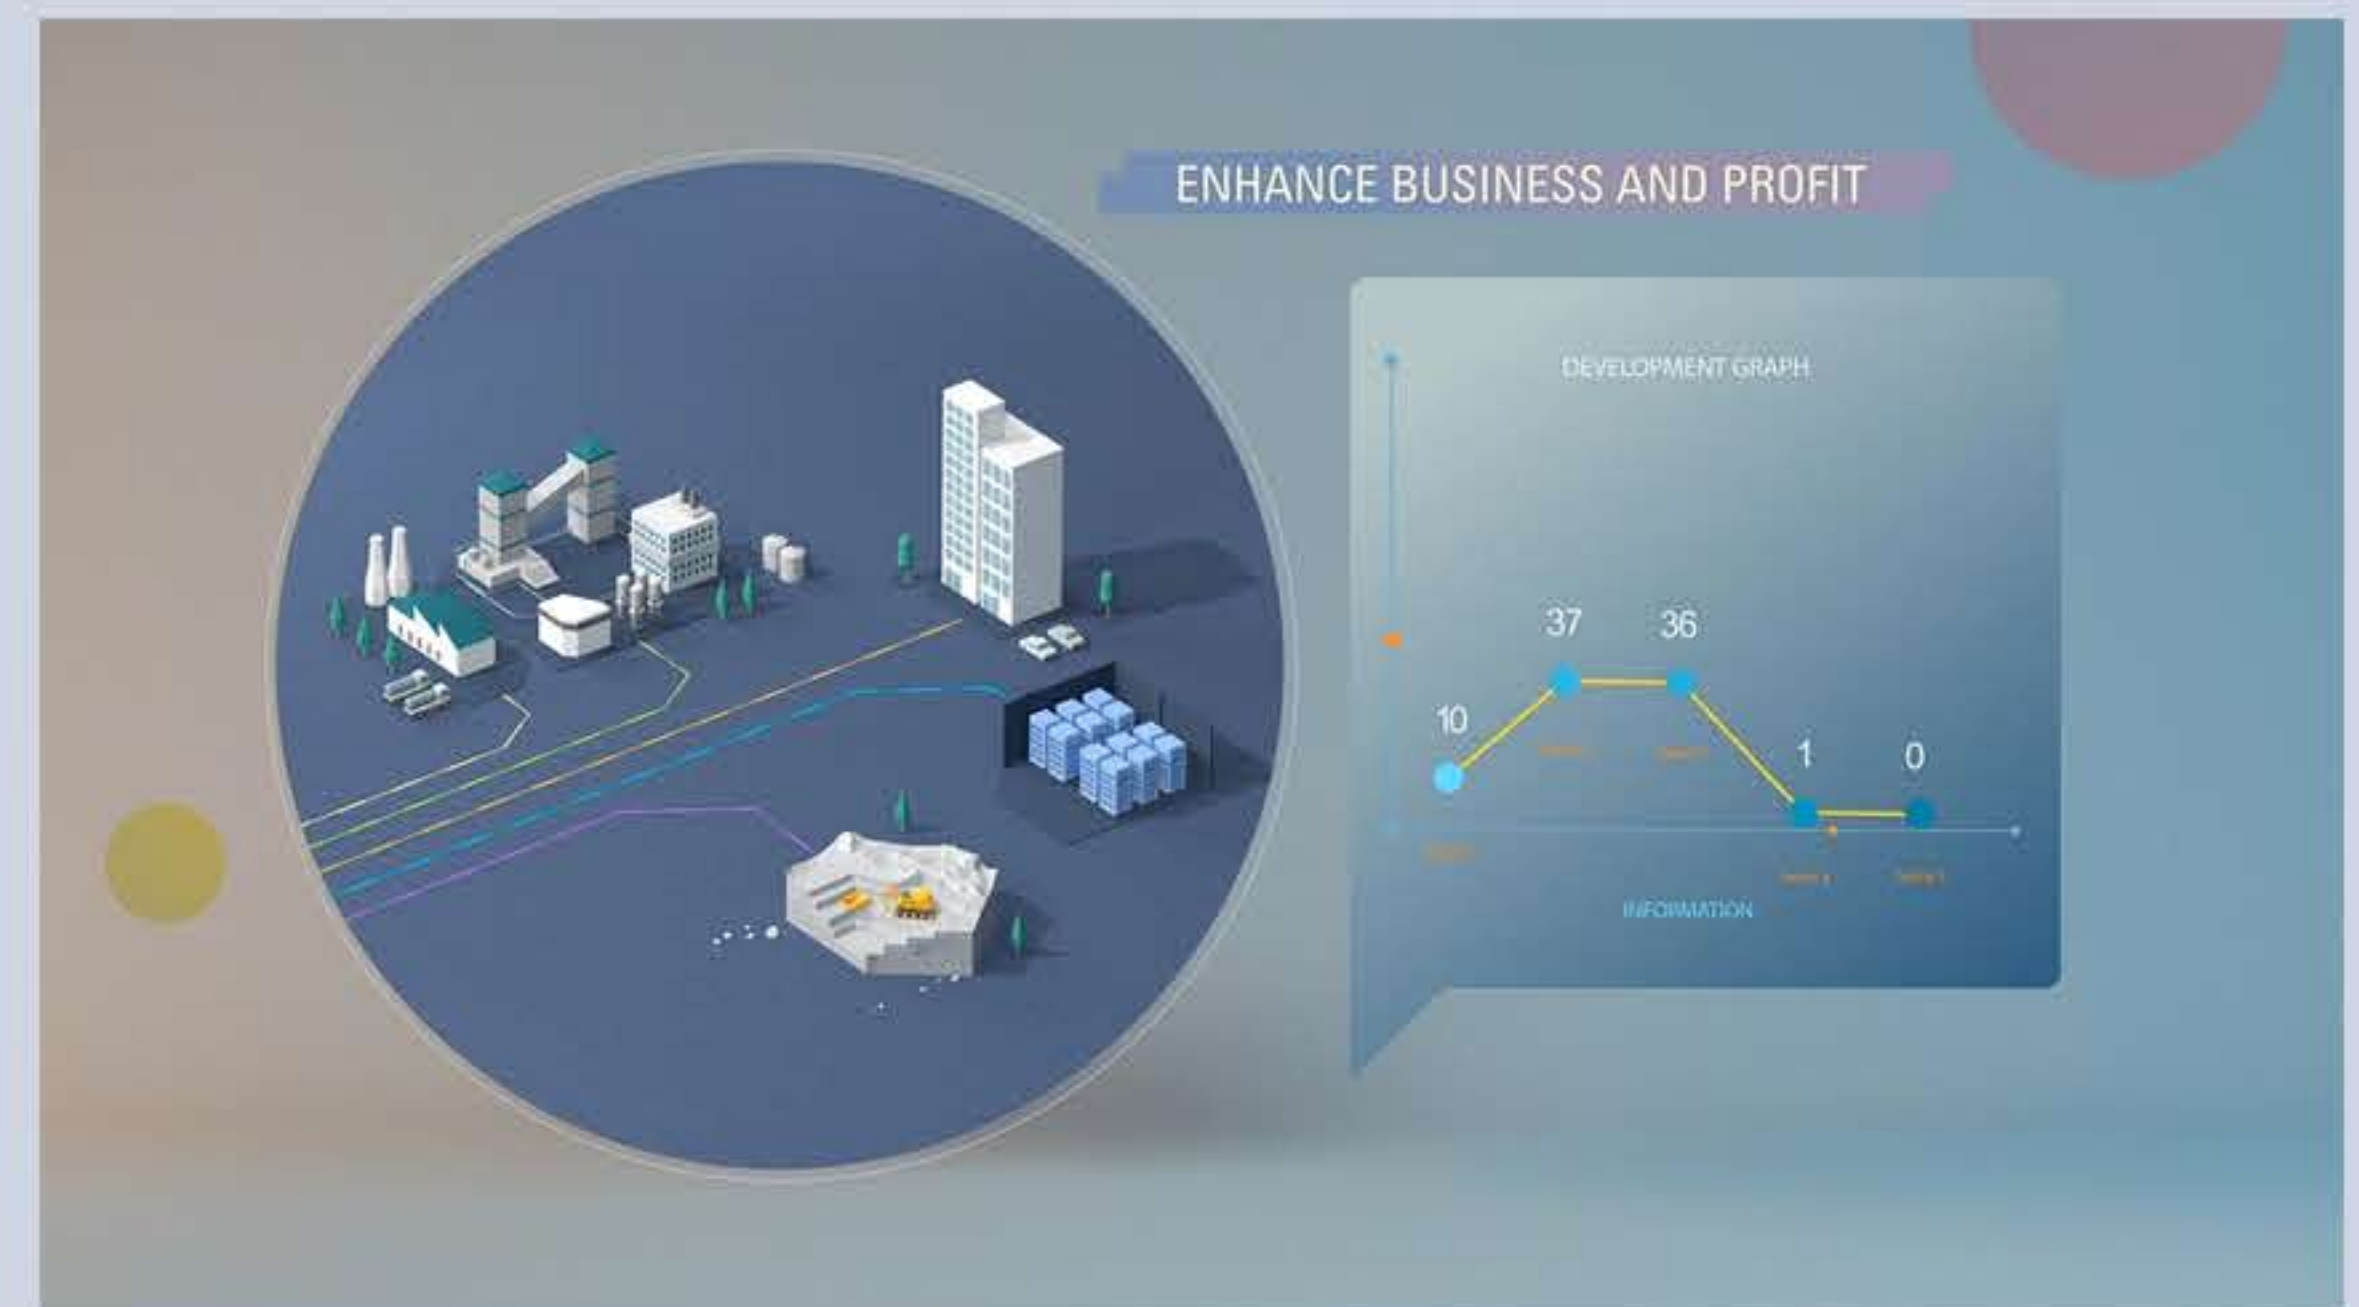 ENHANCE BUSINESS AND PROFIT
DEVELOPMENT GRAPH
37
36
10
1
0
INFORMATION